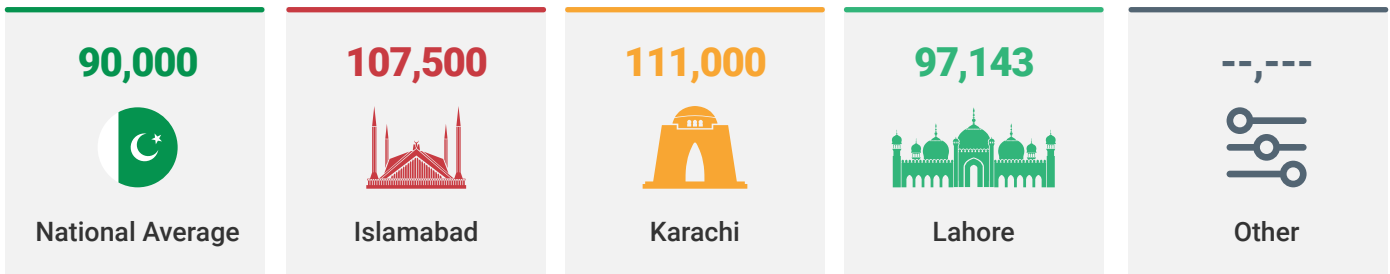 90,000
National Average
107,500
Islamabad
111,000
Karachi
97,143
Lahore
--,---
Other